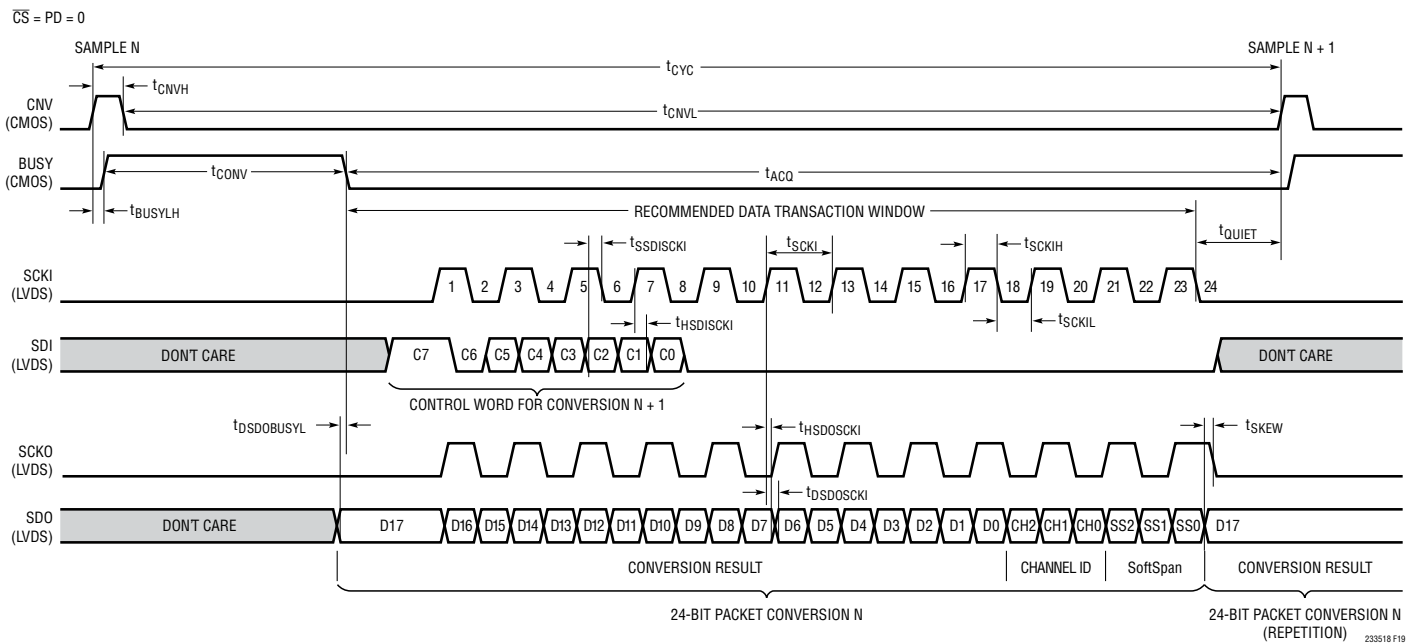 CS = PD = 0
SAMPLE N
SAMPLE N + 1
tCYC
tCNVH
CNV
(CMOS)
tCNVL
BUSY
(CMOS)
tCONV
tACQ
tBUSYLH
RECOMMENDED DATA TRANSACTION WINDOW
tQUIET
tSSDISCKI
tSCKI
tSCKIH
SCKI
(LVDS)
1 2 3 4 5 6 7 8 9 10 11 12 13 14 15 16 17 18 19 20 21 22 23 24
tHSDISCKI
tSCKIL
SDI
(LVDS)
DON'T CARE
C7 C6 C5 C4 C3 C2 C1 C0
DON'T CARE
CONTROL WORD FOR CONVERSION N + 1
tDSDOBUSYL
tHSDOSCKI
tSKEW
SCKO
(LVDS)
tDSDOSCKI
SDO
(LVDS)
DON'T CARE
D17 D16 D15 D14 D13 D12 D11 D10 D9 D8 D7 D6 D5 D4 D3 D2 D1 D0 CH2 CH1 CH0 SS2 SS1 SS0 D17
CONVERSION RESULT
CHANNEL ID
SoftSpan
CONVERSION RESULT
24-BIT PACKET CONVERSION N
24-BIT PACKET CONVERSION N
(REPETITION)
233518 F19